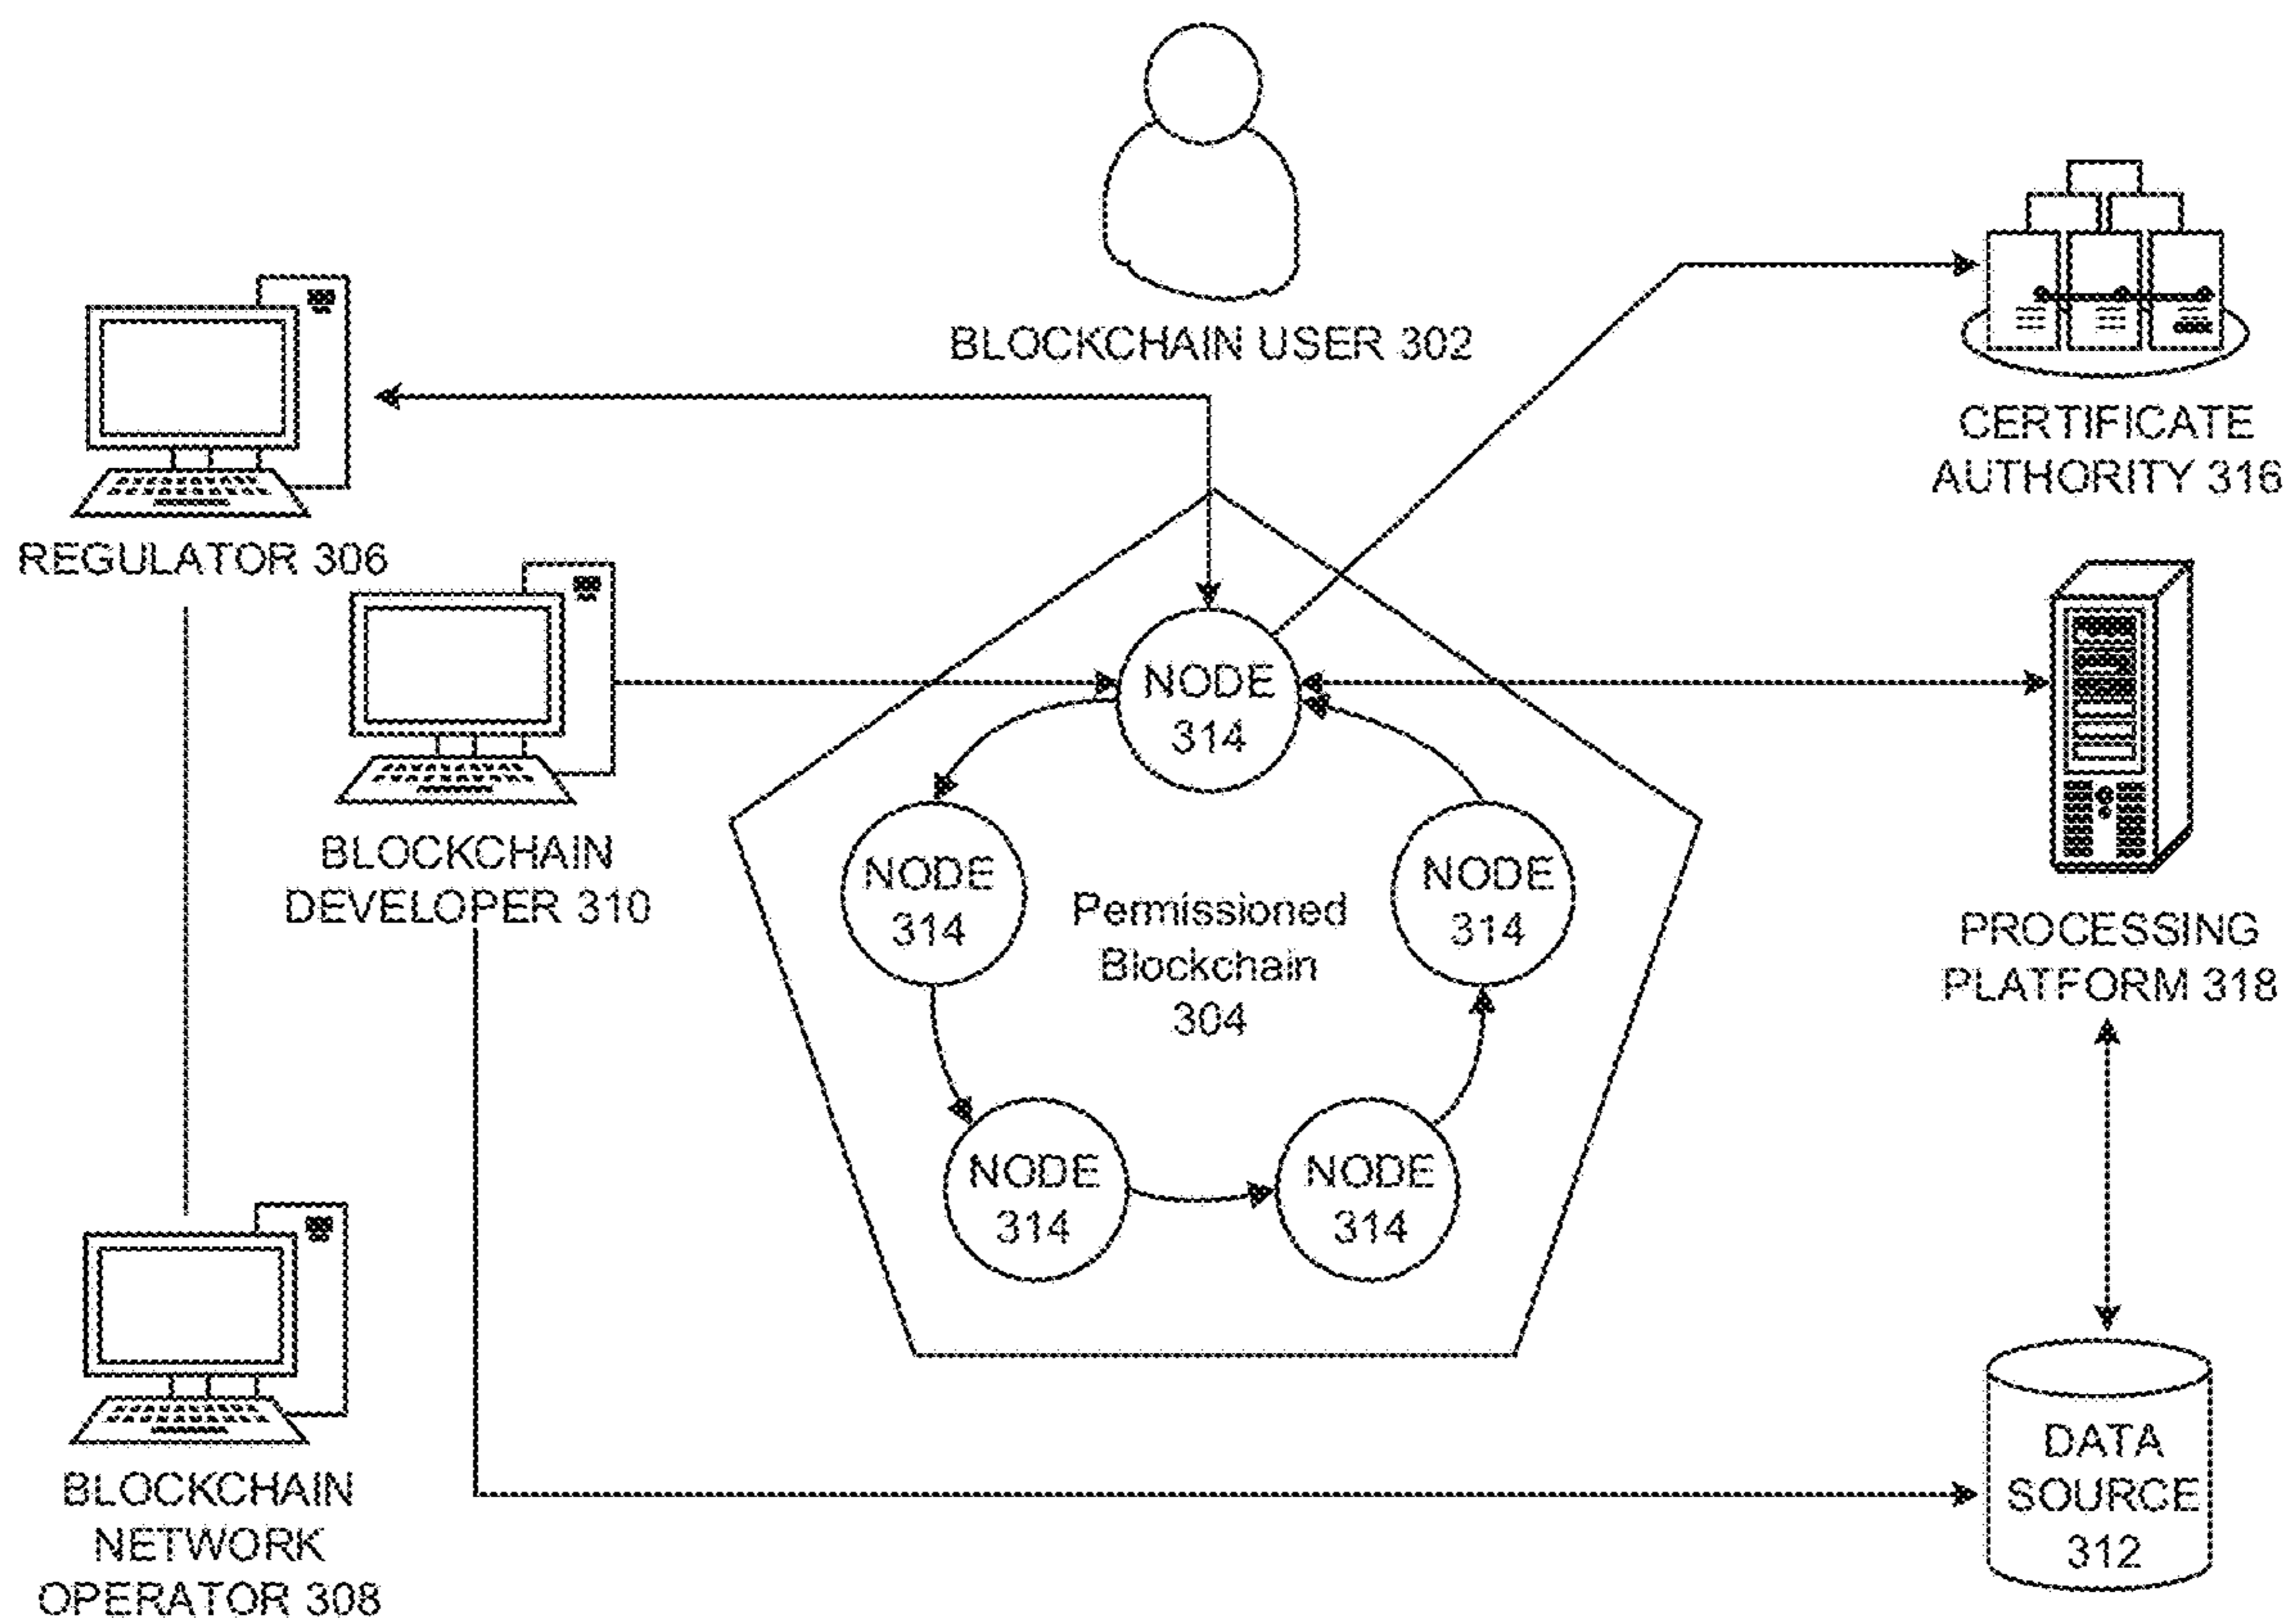 BLOCKCHAIN USER 302
CERTIFICATE
AUTHORITY 316
REGULATOR 306
NODE
314
BLOCKCHAIN
DEVELOPER 310
NODE
314
Permissioned
Blockchain
304
NODE
314
PROCESSING
PLATFORM 318
NODE
314
NODE
314
BLOCKCHAIN
NETWORK
OPERATOR 308
DATA
SOURCE
312